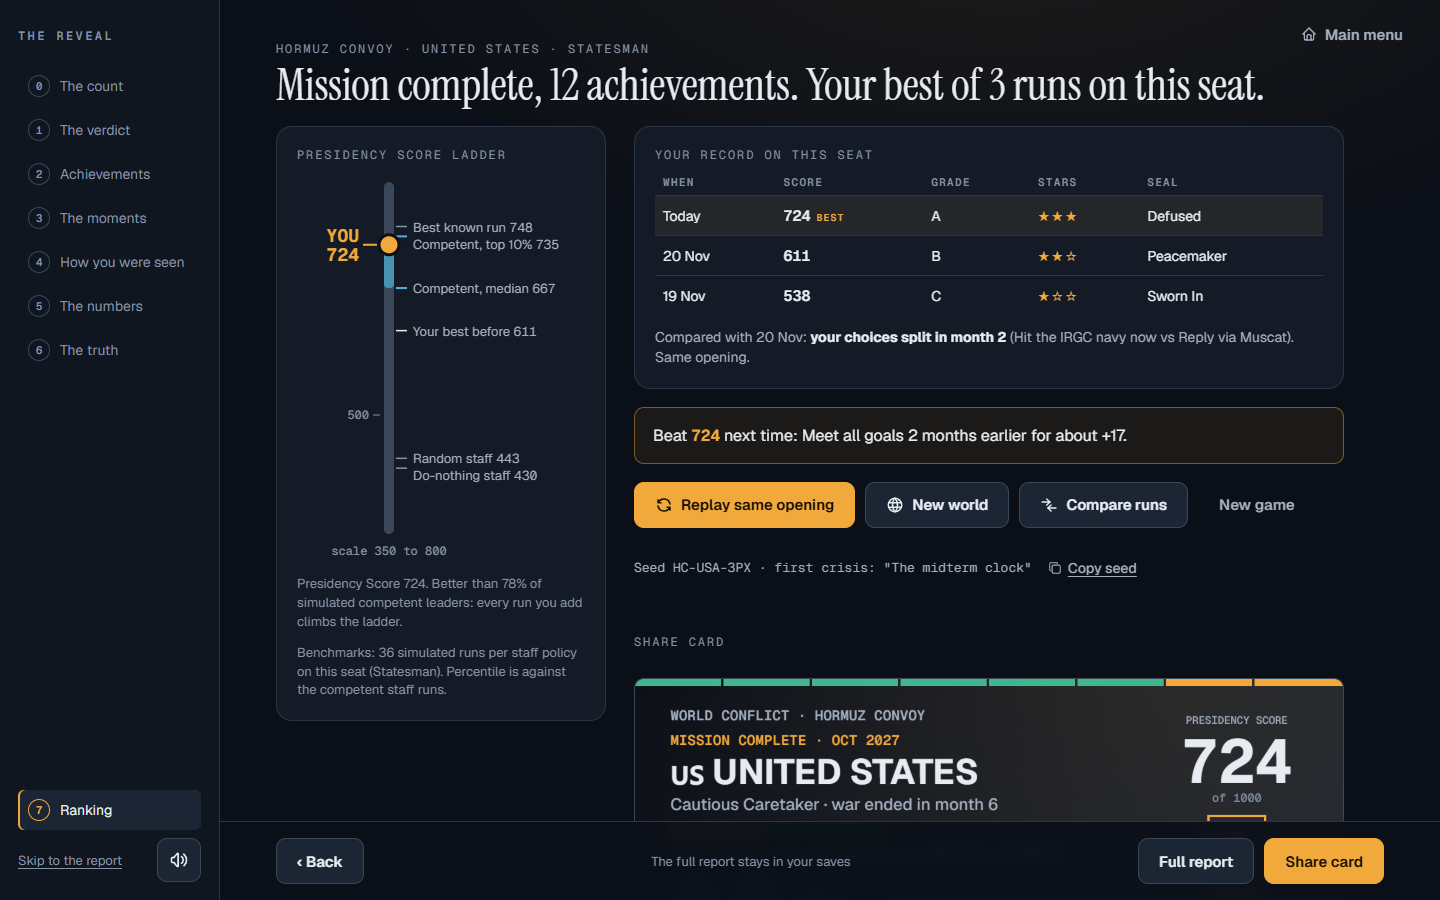 THE REVEAL
0 The count
1 The verdict
2 Achievements
3 The moments
4 How you were seen
5 The numbers
6 The truth
7 Ranking
Skip to the report
Main menu
HORMUZ CONVOY · UNITED STATES · STATESMAN
Mission complete, 12 achievements. Your best of 3 runs on this seat.
PRESIDENCY SCORE LADDER
YOU
724
Best known run 748
Competent, top 10% 735
Competent, median 667
Your best before 611
500
Random staff 443
Do-nothing staff 430
scale 350 to 800
Presidency Score 724. Better than 78% of
simulated competent leaders: every run you add
climbs the ladder.
Benchmarks: 36 simulated runs per staff policy
on this seat (Statesman). Percentile is against
the competent staff runs.
YOUR RECORD ON THIS SEAT
WHEN SCORE GRADE STARS SEAL
Today 724 BEST A ★★★ Defused
20 Nov 611 B ★★☆ Peacemaker
19 Nov 538 C ★☆☆ Sworn In
Compared with 20 Nov: your choices split in month 2 (Hit the IRGC navy now vs Reply via Muscat).
Same opening.
Beat 724 next time: Meet all goals 2 months earlier for about +17.
Replay same opening
New world
Compare runs
New game
Seed HC-USA-3PX · first crisis: "The midterm clock"
Copy seed
SHARE CARD
WORLD CONFLICT · HORMUZ CONVOY
MISSION COMPLETE · OCT 2027
US UNITED STATES
Cautious Caretaker · war ended in month 6
PRESIDENCY SCORE
724
of 1000
‹ Back
The full report stays in your saves
Full report
Share card